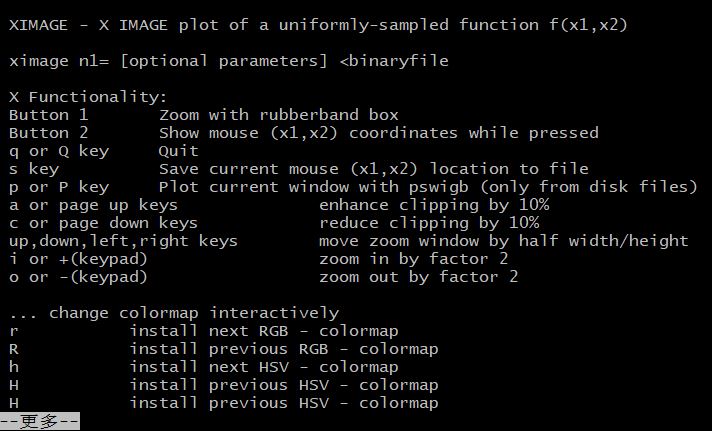 XIMAGE - X IMAGE plot of a uniformly-sampled function f(x1,x2)
ximage n1= [optional parameters] <binaryfile
X Functionality:
Button 1 Zoom with rubberband box
Button 2 Show mouse (x1,x2) coordinates while pressed
q or Q key Quit
s key Save current mouse (x1,x2) location to file
p or P key Plot current window with pswigb (only from disk files)
a or page up keys enhance clipping by 10%
c or page down keys reduce clipping by 10%
up,down,left,right keys move zoom window by half width/height
i or +(keypad) zoom in by factor 2
o or -(keypad) zoom out by factor 2
... change colormap interactively
r install next RGB - colormap
R install previous RGB - colormap
h install next HSV - colormap
H install previous HSV - colormap
H install previous HSV - colormap
--更多--